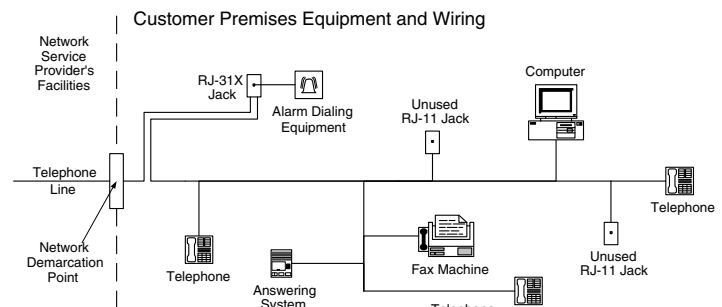 Customer Premises Equipment and Wiring
Network
Service
Provider's
Facilities
RJ-31X
Jack
Alarm Dialing
Equipment
Unused
RJ-11 Jack
Computer
Telephone
Line
Telephone
Network
Demarcation
Point
Telephone
Answering
System
Fax Machine
Unused
RJ-11 Jack
Telephone